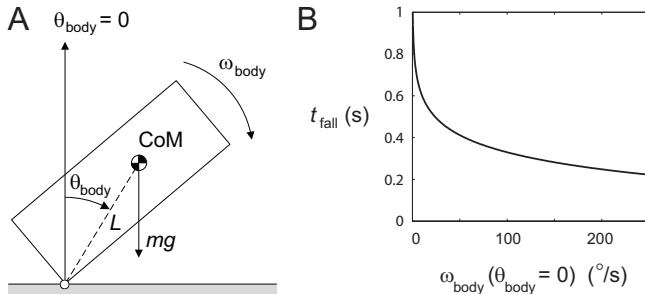 A
θbody = 0
ωbody
CoM
θbody
L
mg
B
tfall (s)
1
0.8
0.6
0.4
0.2
0
0
100
200
ωbody (θbody = 0) (°/s)